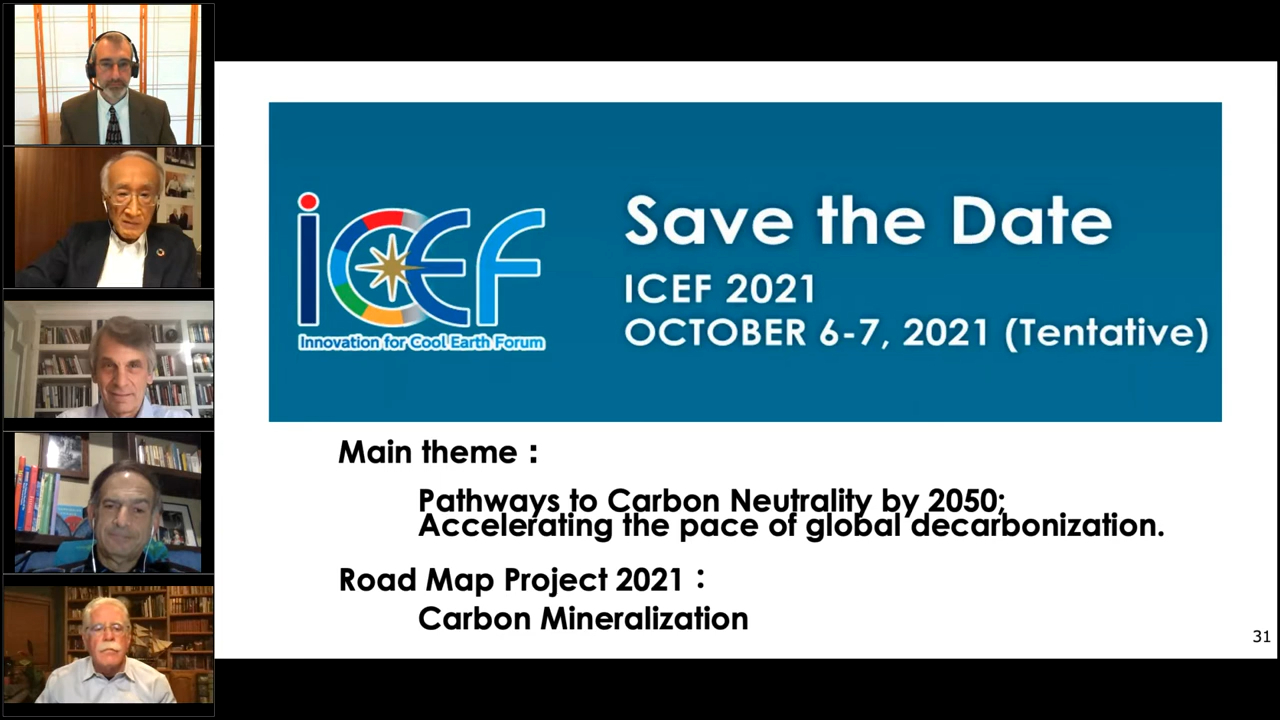 iCEF
Innovation for Cool Earth Forum
Save the Date
ICEF 2021
OCTOBER 6-7, 2021 (Tentative)
Main theme：
Pathways to Carbon Neutrality by 2050;
Accelerating the pace of global decarbonization.
Road Map Project 2021：
Carbon Mineralization
31